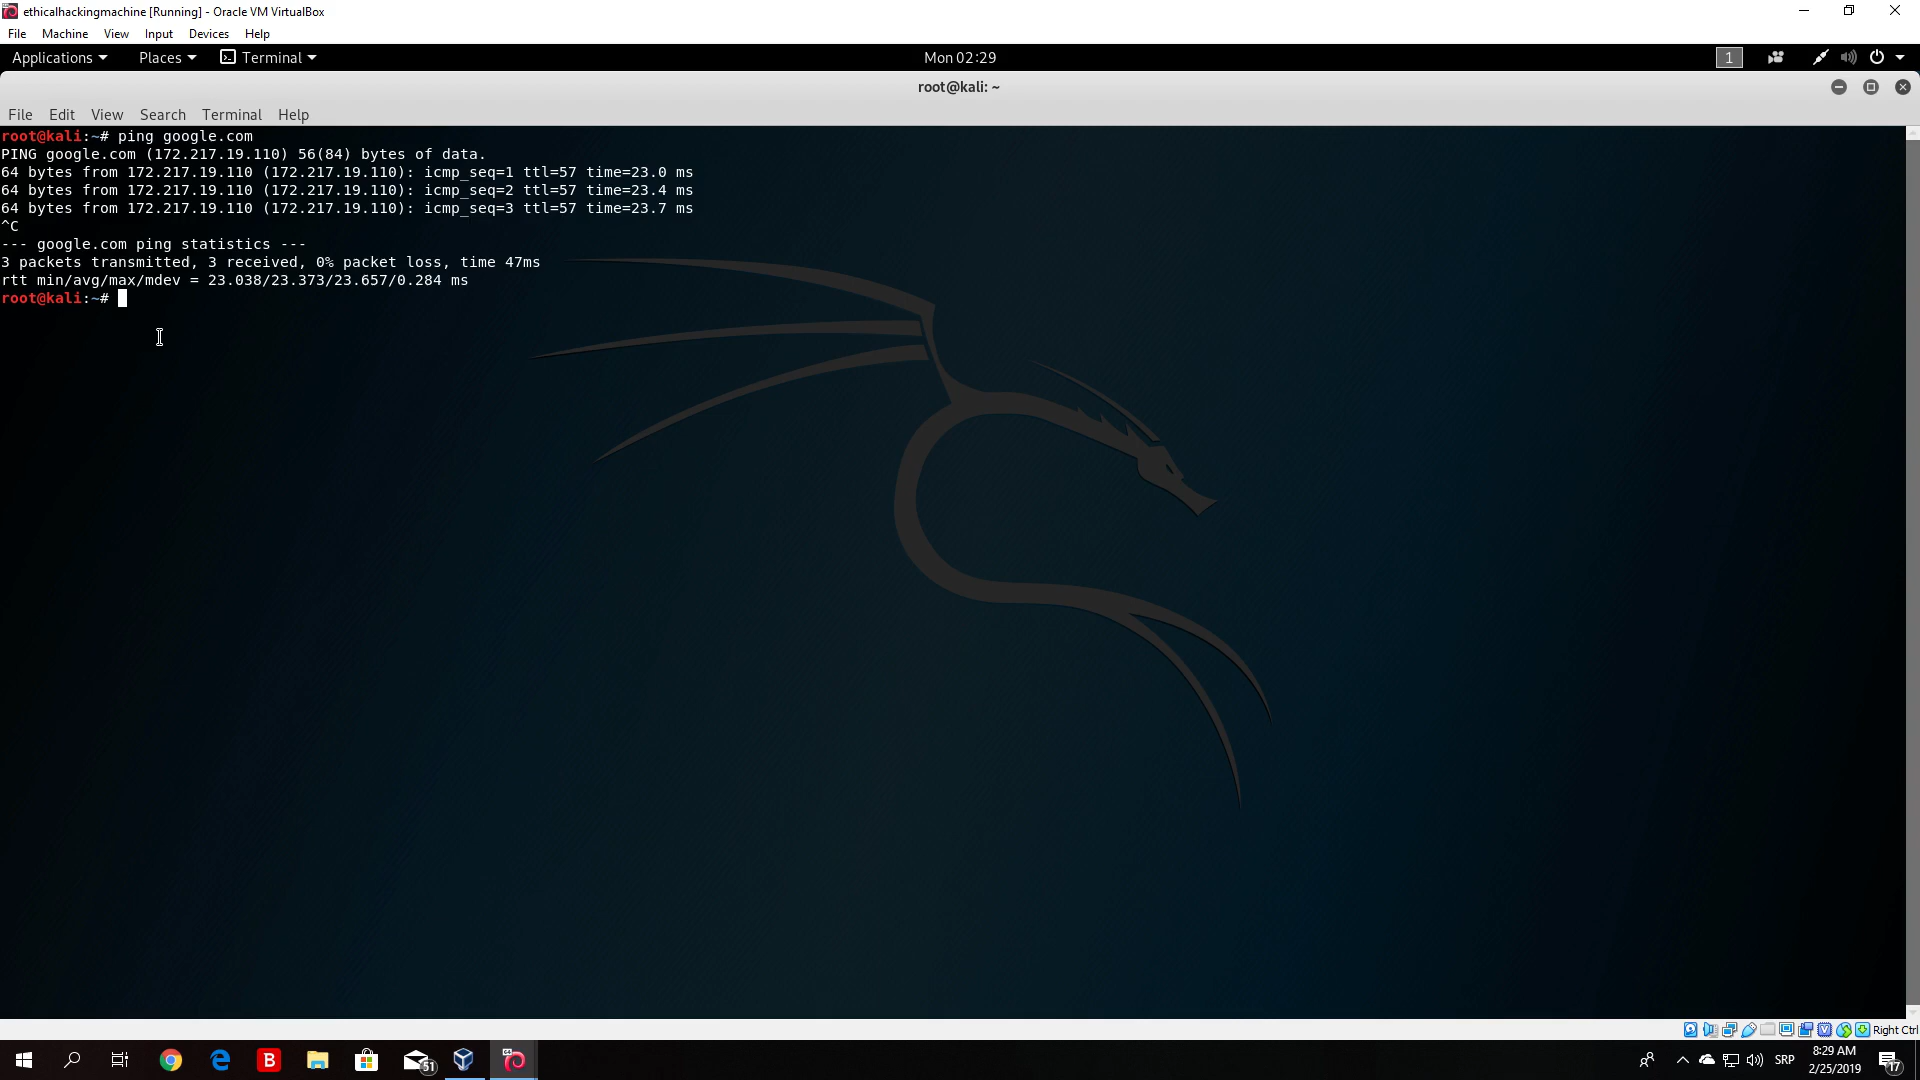 ethicalhackingmachine [Running] - Oracle VM VirtualBox
File Machine View Input Devices Help
Applications Places Terminal Mon 02:29 1
root@kali: ~
File Edit View Search Terminal Help
root@kali:~# ping google.com
PING google.com (172.217.19.110) 56(84) bytes of data.
64 bytes from 172.217.19.110 (172.217.19.110): icmp_seq=1 ttl=57 time=23.0 ms
64 bytes from 172.217.19.110 (172.217.19.110): icmp_seq=2 ttl=57 time=23.4 ms
64 bytes from 172.217.19.110 (172.217.19.110): icmp_seq=3 ttl=57 time=23.7 ms
^C
--- google.com ping statistics ---
3 packets transmitted, 3 received, 0% packet loss, time 47ms
rtt min/avg/max/mdev = 23.038/23.373/23.657/0.284 ms
root@kali:~#
Right Ctrl
B 51 SRP 8:29 AM
2/25/2019 17